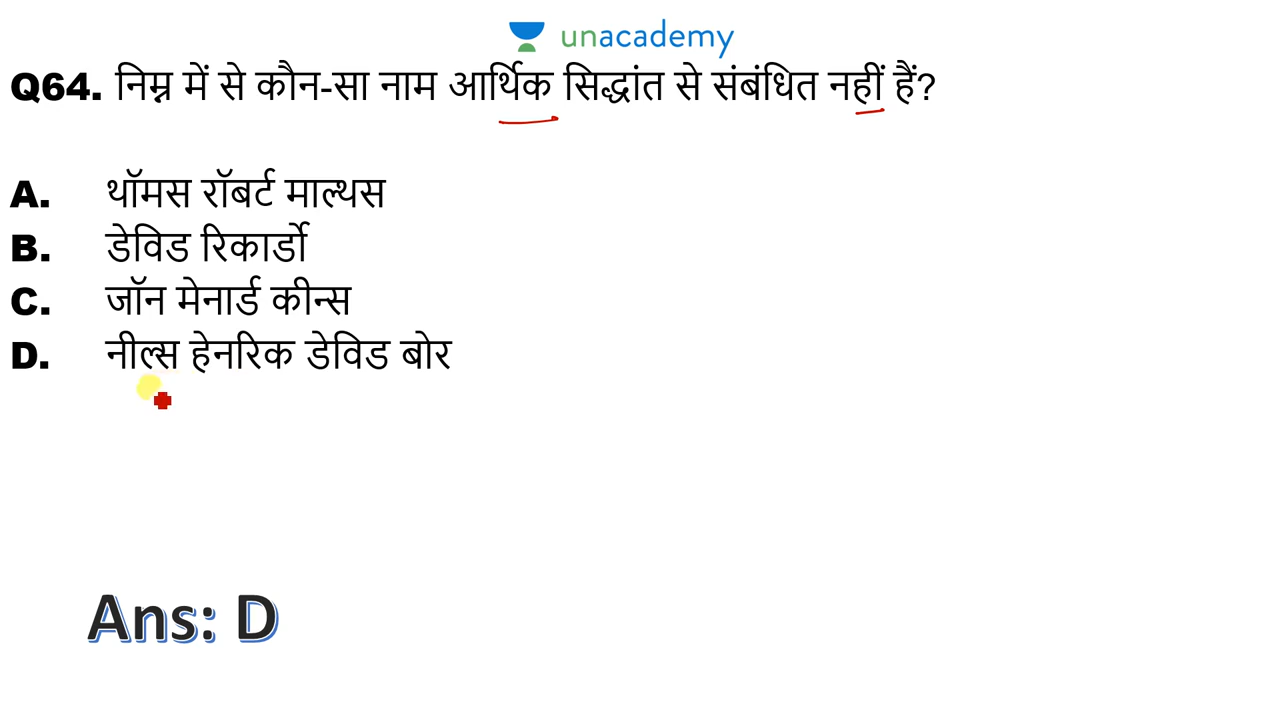 unacademy
Q64. निम्न में से कौन-सा नाम आर्थिक सिद्धांत से संबंधित नहीं हैं?
A. थॉमस रॉबर्ट माल्थस
B. डेविड रिकार्डो
C. जॉन मेनार्ड कीन्स
D. नील्स हेनरिक डेविड बोर
Ans: D